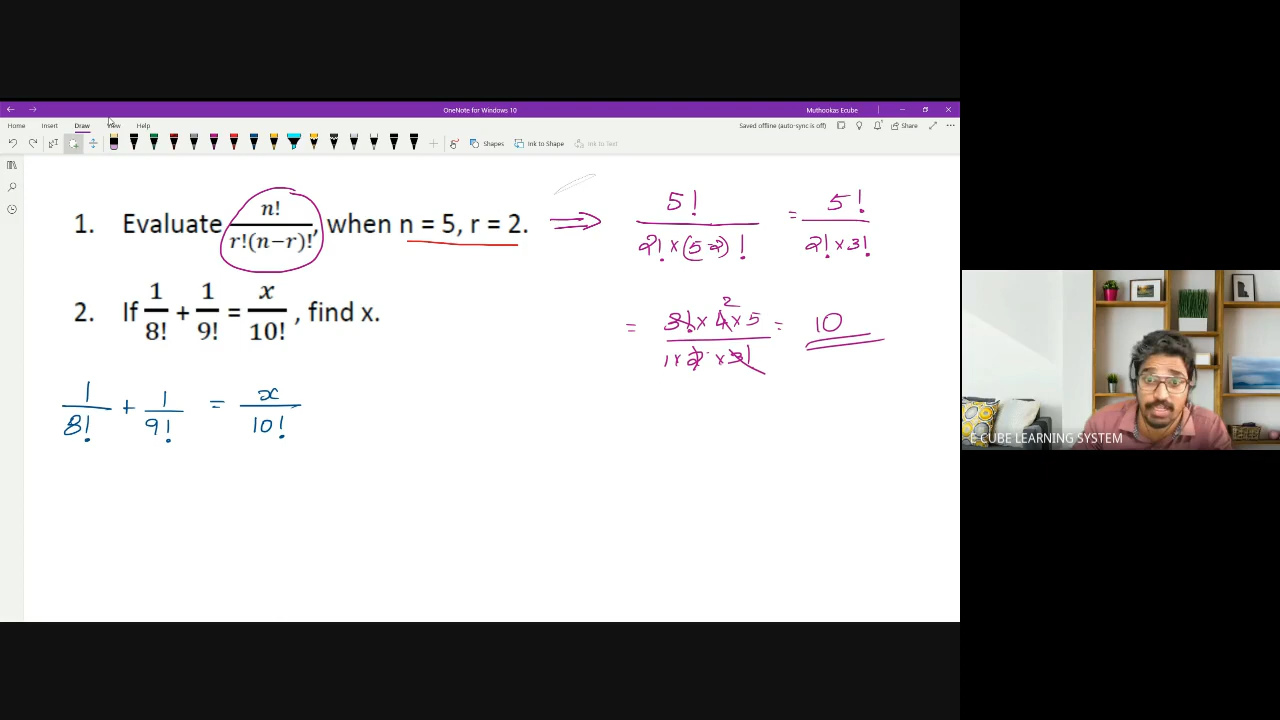 OneNote for Windows 10
Muthookas Ecube
Home Insert Draw View Help
Saved offline (auto-sync is off) Share
Shapes Ink to Shape Ink to Text
1. Evaluate n!/r!(n−r)!, when n = 5, r = 2.
⇒ 5!/2!×(5-2)! = 5!/2!×3!
= 3!×4×5/1×2×3! = 10
2
2. If 1/8! + 1/9! = x/10!, find x.
1/8! + 1/9! = x/10!
E CUBE LEARNING SYSTEM